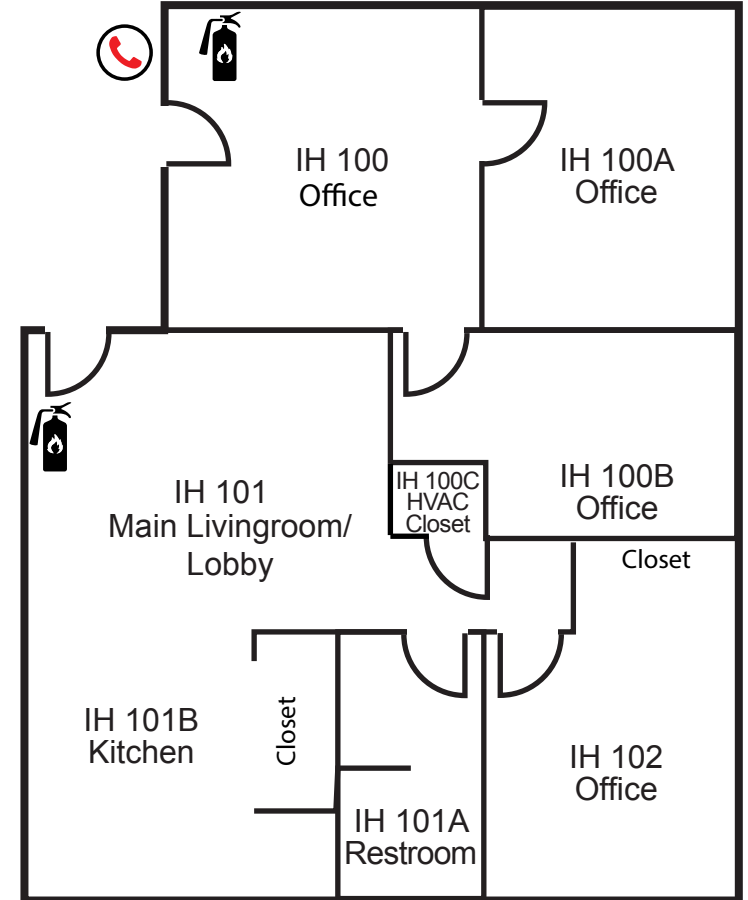 IH 100
Office
IH 100A
Office
IH 101
Main Livingroom/
Lobby
IH 100C
HVAC
Closet
IH 100B
Office
Closet
IH 101B
Kitchen
Closet
IH 101A
Restroom
IH 102
Office